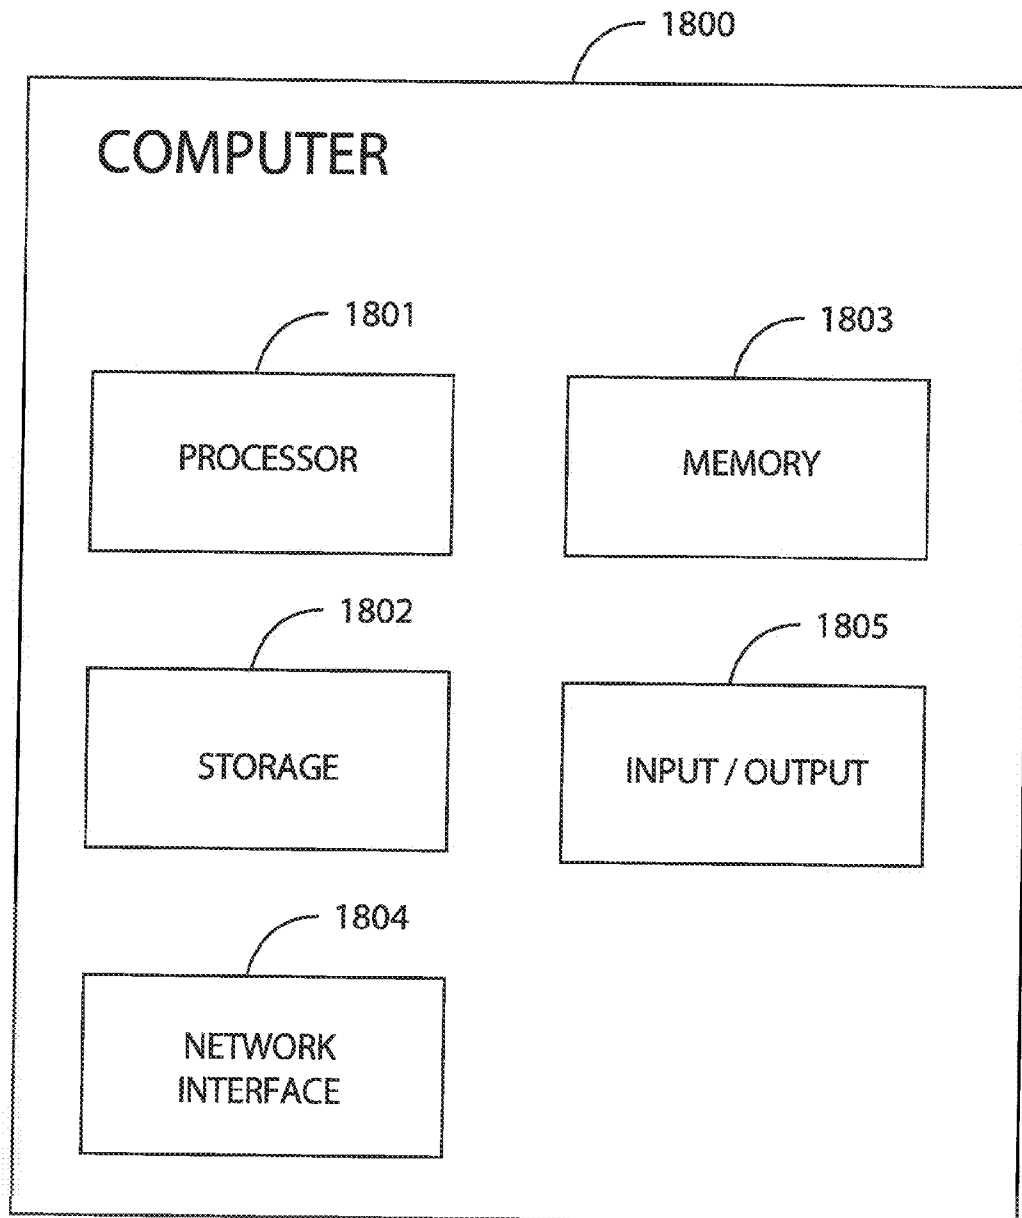 1800
COMPUTER
1801
PROCESSOR
1803
MEMORY
1802
STORAGE
1805
INPUT / OUTPUT
1804
NETWORK
INTERFACE